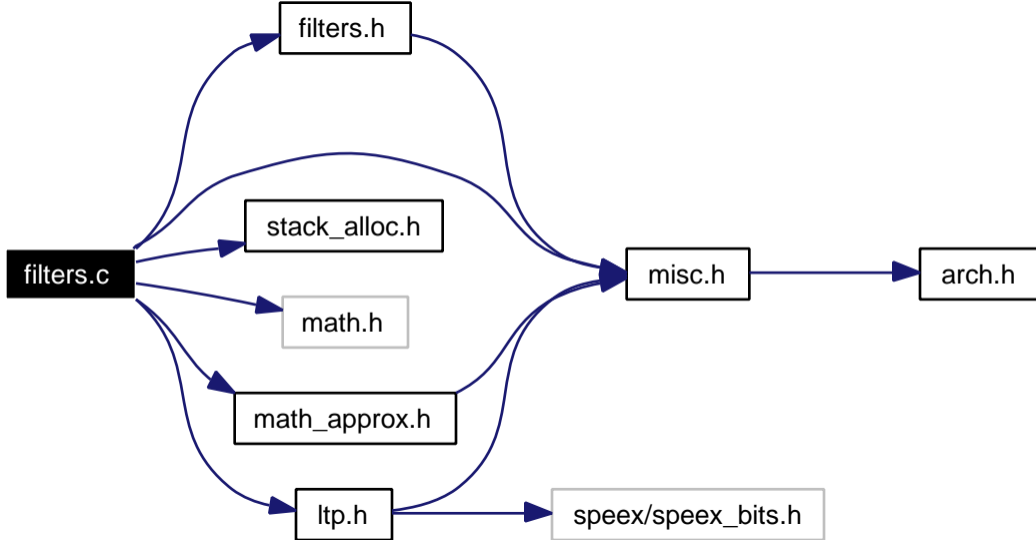 filters.h
stack_alloc.h
filters.c
misc.h
arch.h
math.h
math_approx.h
ltp.h
speex/speex_bits.h